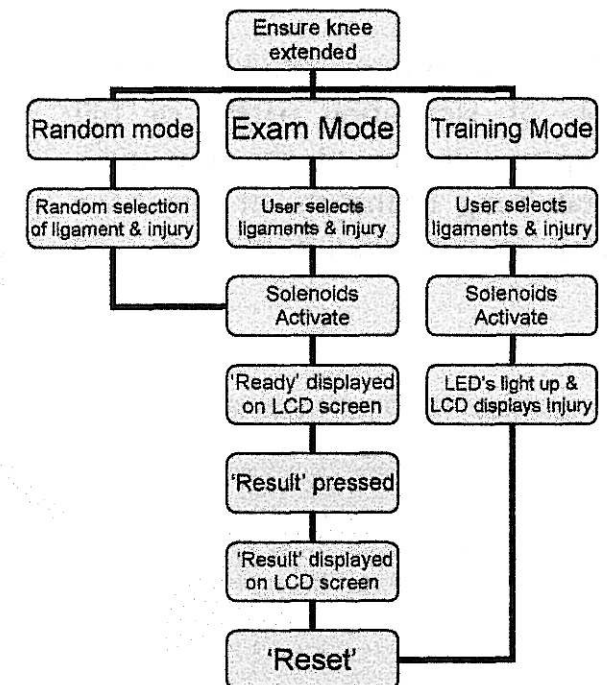 Ensure knee
extended
Random mode
Exam Mode
Training Mode
Random selection
of ligament & injury
User selects
ligaments & injury
User selects
ligaments & injury
Solenoids
Activate
Solenoids
Activate
'Ready' displayed
on LCD screen
LED's light up &
LCD displays Injury
'Result' pressed
'Result' displayed
on LCD screen
'Reset'